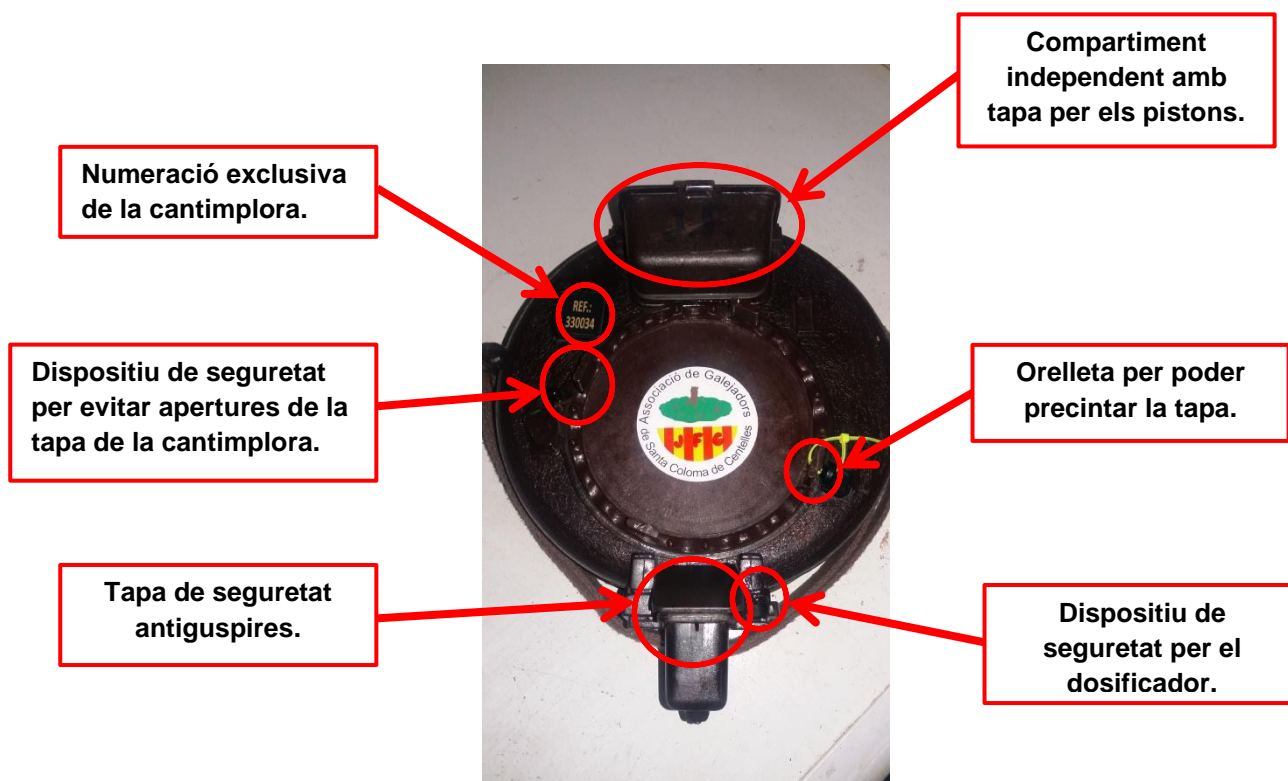 Compartiment
independent amb
tapa per els pistons.
Numeració exclusiva
de la cantimplora.
REF.:
330034
Dispositiu de seguretat
per evitar apertures de la
tapa de la cantimplora.
Associació de Galejadors
de Santa Coloma de Centelles
JFG
Orelleta per poder
precintar la tapa.
Tapa de seguretat
antiguspires.
Dispositiu de
seguretat per el
dosificador.